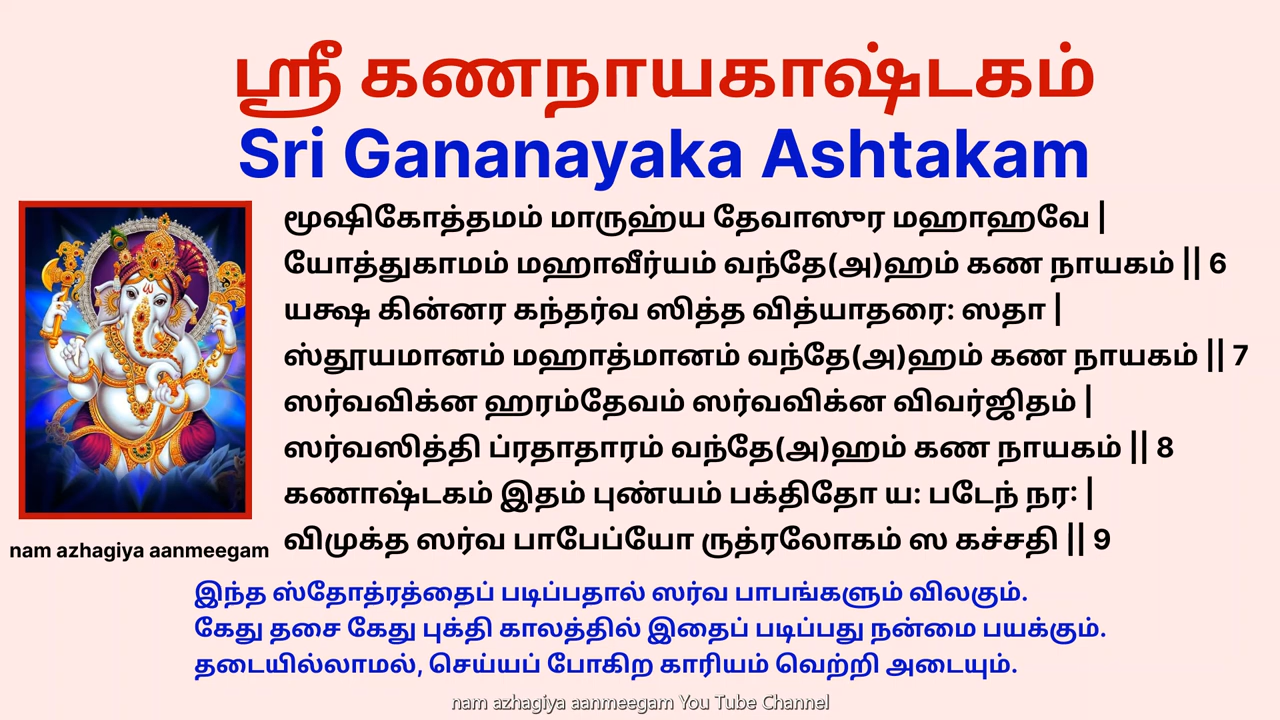 ஸ்ரீ கணநாயகாஷ்டகம்
Sri Gananayaka Ashtakam
மூஷிகோத்தமம் மாருஹ்ய தேவாஸுர மஹாஹவே |
யோத்துகாமம் மஹாவீர்யம் வந்தே(அ)ஹம் கண நாயகம் || 6
யக்ஷ கின்னர கந்தர்வ ஸித்த வித்யாதரை: ஸதா |
ஸ்தூயமானம் மஹாத்மானம் வந்தே(அ)ஹம் கண நாயகம் || 7
ஸர்வவிக்ன ஹரம்தேவம் ஸர்வவிக்ன விவர்ஜிதம் |
ஸர்வஸித்தி ப்ரதாதாரம் வந்தே(அ)ஹம் கண நாயகம் || 8
கணாஷ்டகம் இதம் புண்யம் பக்திதோ ய: படேந் நர: |
விமுக்த ஸர்வ பாபேப்யோ ருத்ரலோகம் ஸ கச்சதி || 9
nam azhagiya aanmeegam
இந்த ஸ்தோத்ரத்தைப் படிப்பதால் ஸர்வ பாபங்களும் விலகும்.
கேது தசை கேது புக்தி காலத்தில் இதைப் படிப்பது நன்மை பயக்கும்.
தடையில்லாமல், செய்யப் போகிற காரியம் வெற்றி அடையும்.
nam azhagiya aanmeegam You Tube Channel